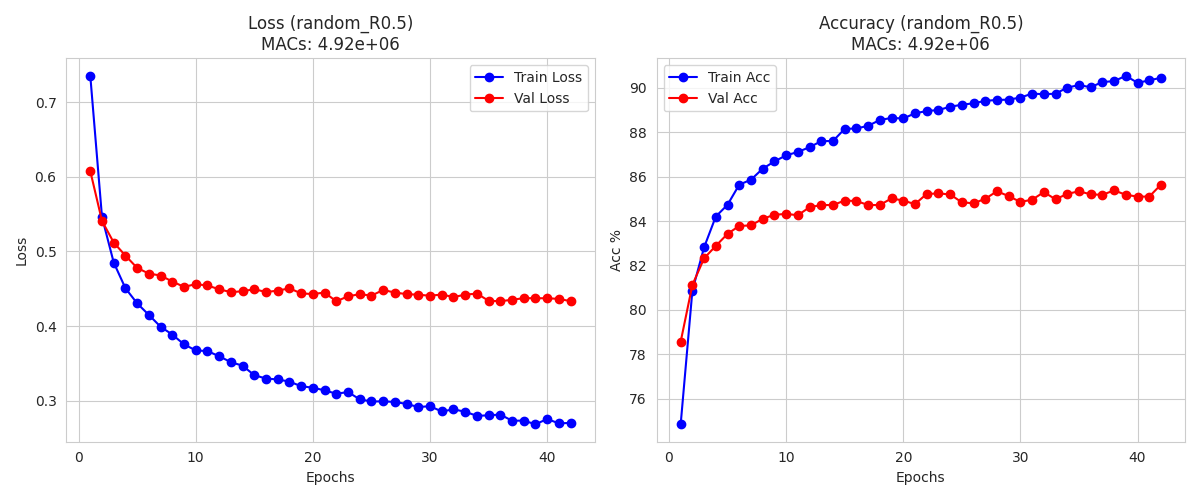 Loss (random_R0.5)
MACs: 4.92e+06
Train Loss
Val Loss
Loss
0.7
0.6
0.5
0.4
0.3
0
10
20
30
40
Epochs
Accuracy (random_R0.5)
MACs: 4.92e+06
Train Acc
Val Acc
Acc %
90
88
86
84
82
80
78
76
0
10
20
30
40
Epochs